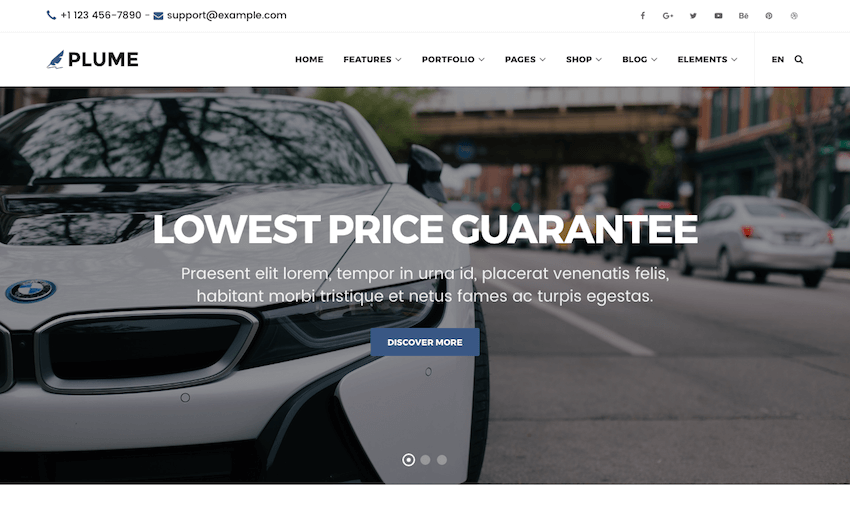 +1 123 456-7890 - support@example.com
PLUME
HOME FEATURES PORTFOLIO PAGES SHOP BLOG ELEMENTS EN
BMW
LOWEST PRICE GUARANTEE
Praesent elit lorem, tempor in urna id, placerat venenatis felis,
habitant morbi tristique et netus fames ac turpis egestas.
DISCOVER MORE